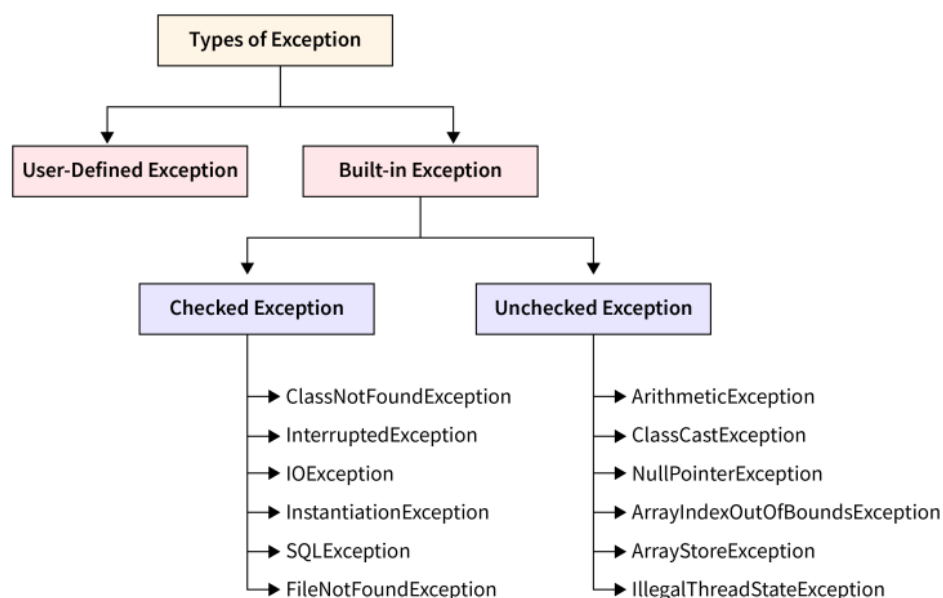 Types of Exception
User-Defined Exception
Built-in Exception
Checked Exception
Unchecked Exception
ClassNotFoundException
InterruptedException
IOException
InstantiationException
SQLException
FileNotFoundException
ArithmeticException
ClassCastException
NullPointerException
ArrayIndexOutOfBoundsException
ArrayStoreException
IllegalThreadStateException